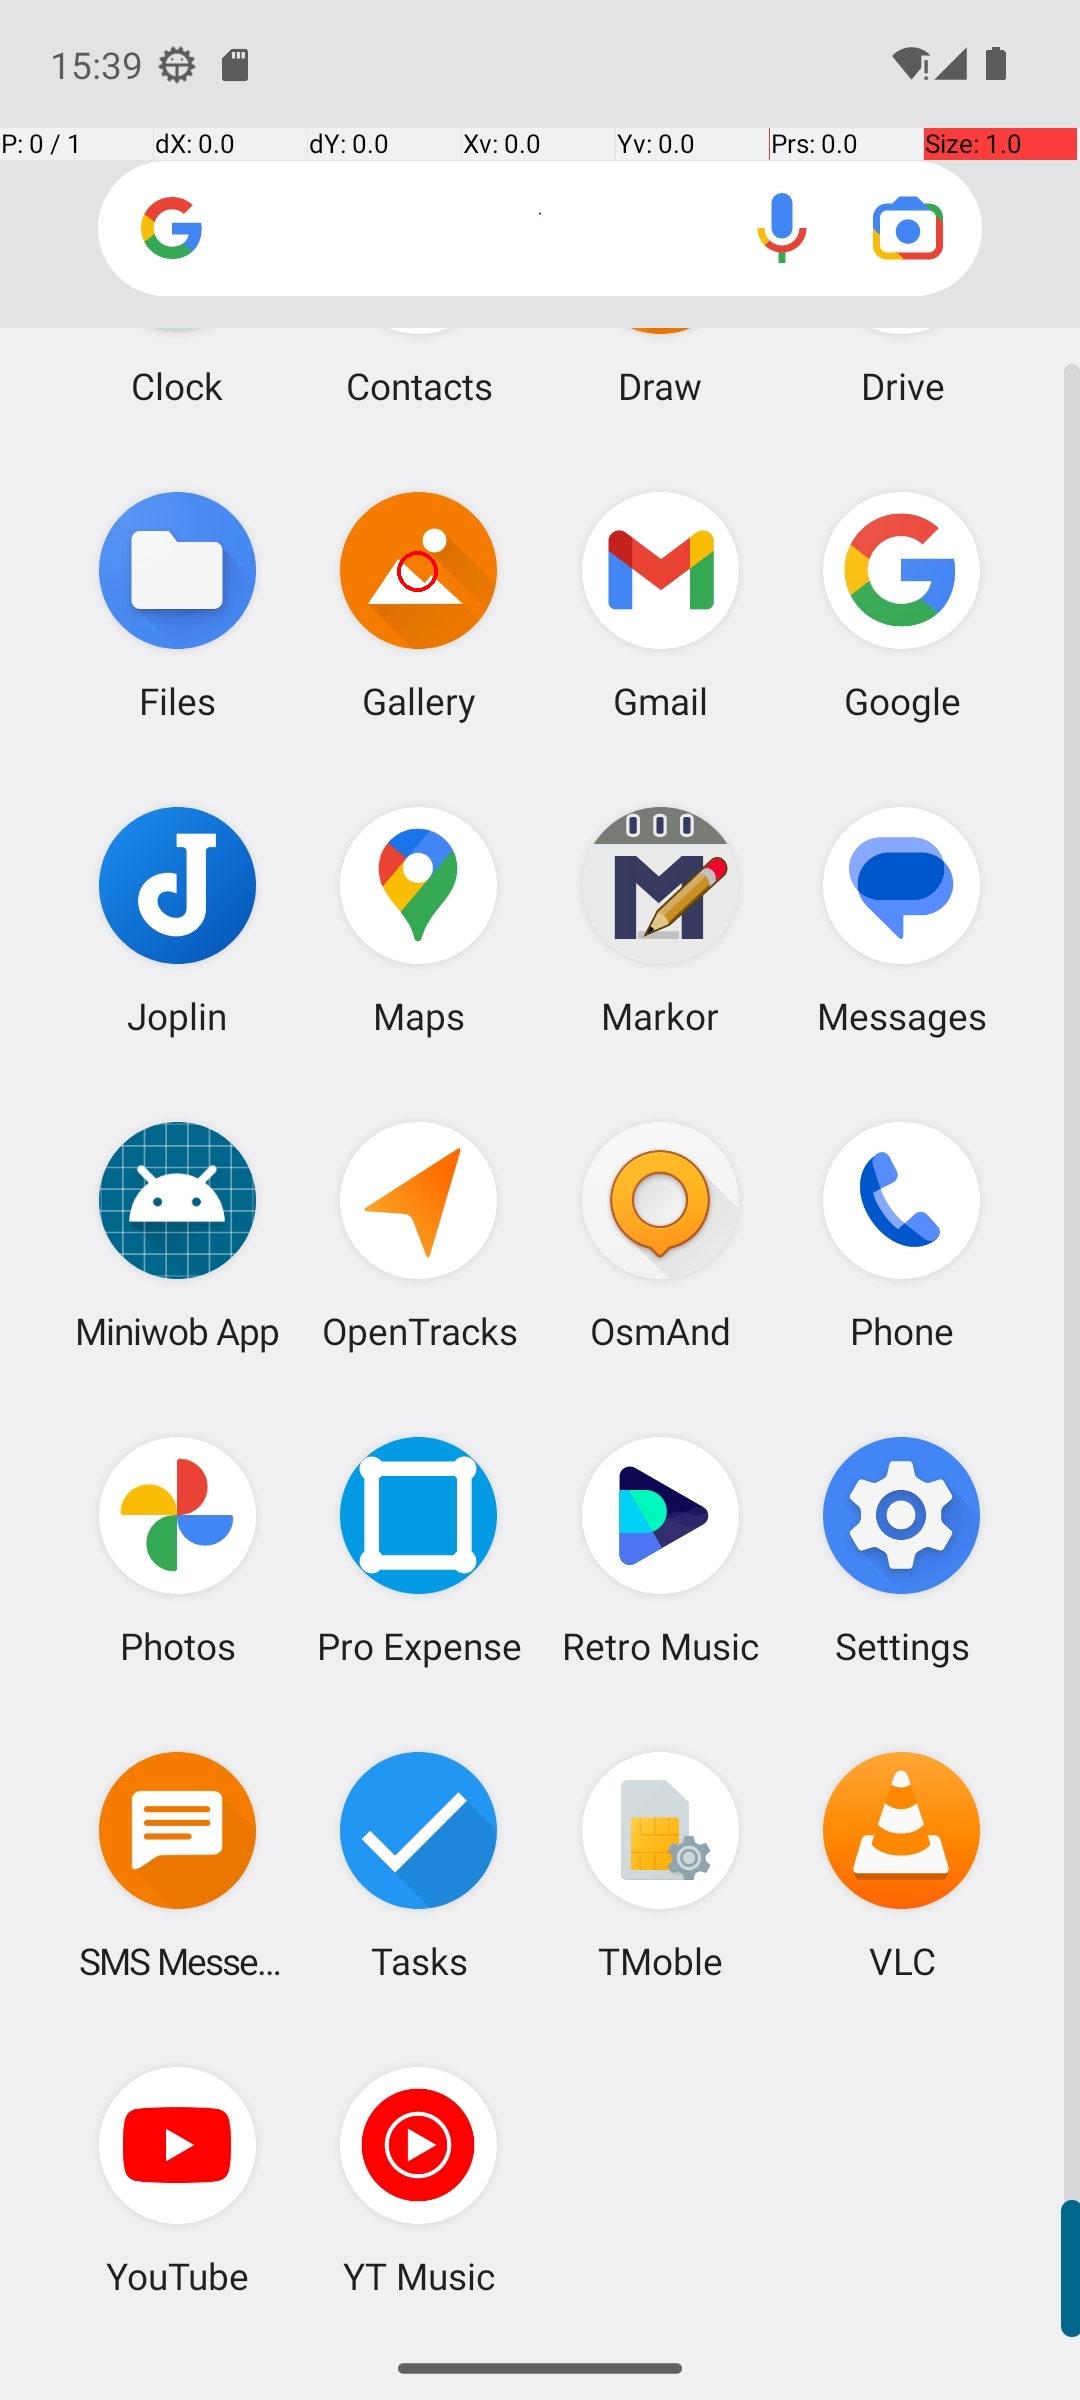 15:39
P: 0 / 1 dX: 0.0 dY: 0.0 Xv: 0.0 Yv: 0.0 Prs: 0.0 Size: 1.0
Clock Contacts Draw Drive
Files Gallery Gmail Google
Joplin Maps Markor Messages
Miniwob App OpenTracks OsmAnd Phone
Photos Pro Expense Retro Music Settings
SMS Messe... Tasks TMoble VLC
YouTube YT Music